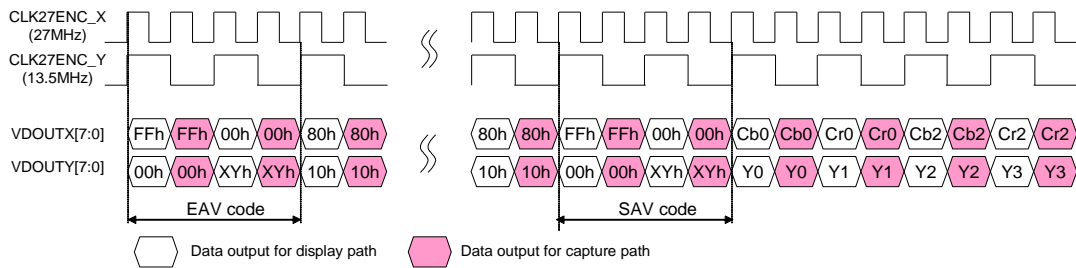 CLK27ENC_X
(27MHz)
CLK27ENC_Y
(13.5MHz)
VDOUTX[7:0] FFh FFh 00h 00h 80h 80h 80h 80h FFh FFh 00h 00h Cb0 Cb0 Cr0 Cr0 Cb2 Cb2 Cr2 Cr2
VDOUTY[7:0] 00h 00h XYh XYh 10h 10h 10h 10h 00h 00h XYh XYh Y0 Y0 Y1 Y1 Y2 Y2 Y3 Y3
EAV code SAV code
Data output for display path Data output for capture path